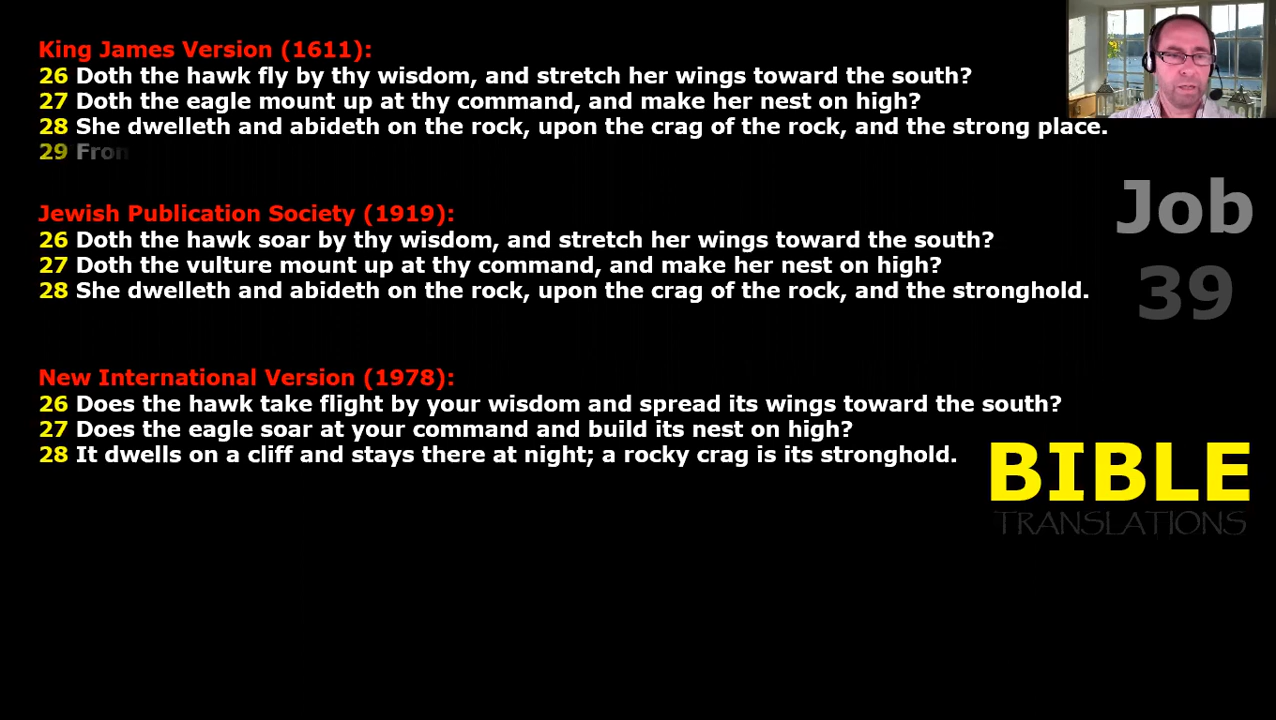 King James Version (1611):
26 Doth the hawk fly by thy wisdom, and stretch her wings toward the south?
27 Doth the eagle mount up at thy command, and make her nest on high?
28 She dwelleth and abideth on the rock, upon the crag of the rock, and the strong place.
29 From
Jewish Publication Society (1919):
26 Doth the hawk soar by thy wisdom, and stretch her wings toward the south?
27 Doth the vulture mount up at thy command, and make her nest on high?
28 She dwelleth and abideth on the rock, upon the crag of the rock, and the stronghold.
New International Version (1978):
26 Does the hawk take flight by your wisdom and spread its wings toward the south?
27 Does the eagle soar at your command and build its nest on high?
28 It dwells on a cliff and stays there at night; a rocky crag is its stronghold.
Job
39
BIBLE
TRANSLATIONS